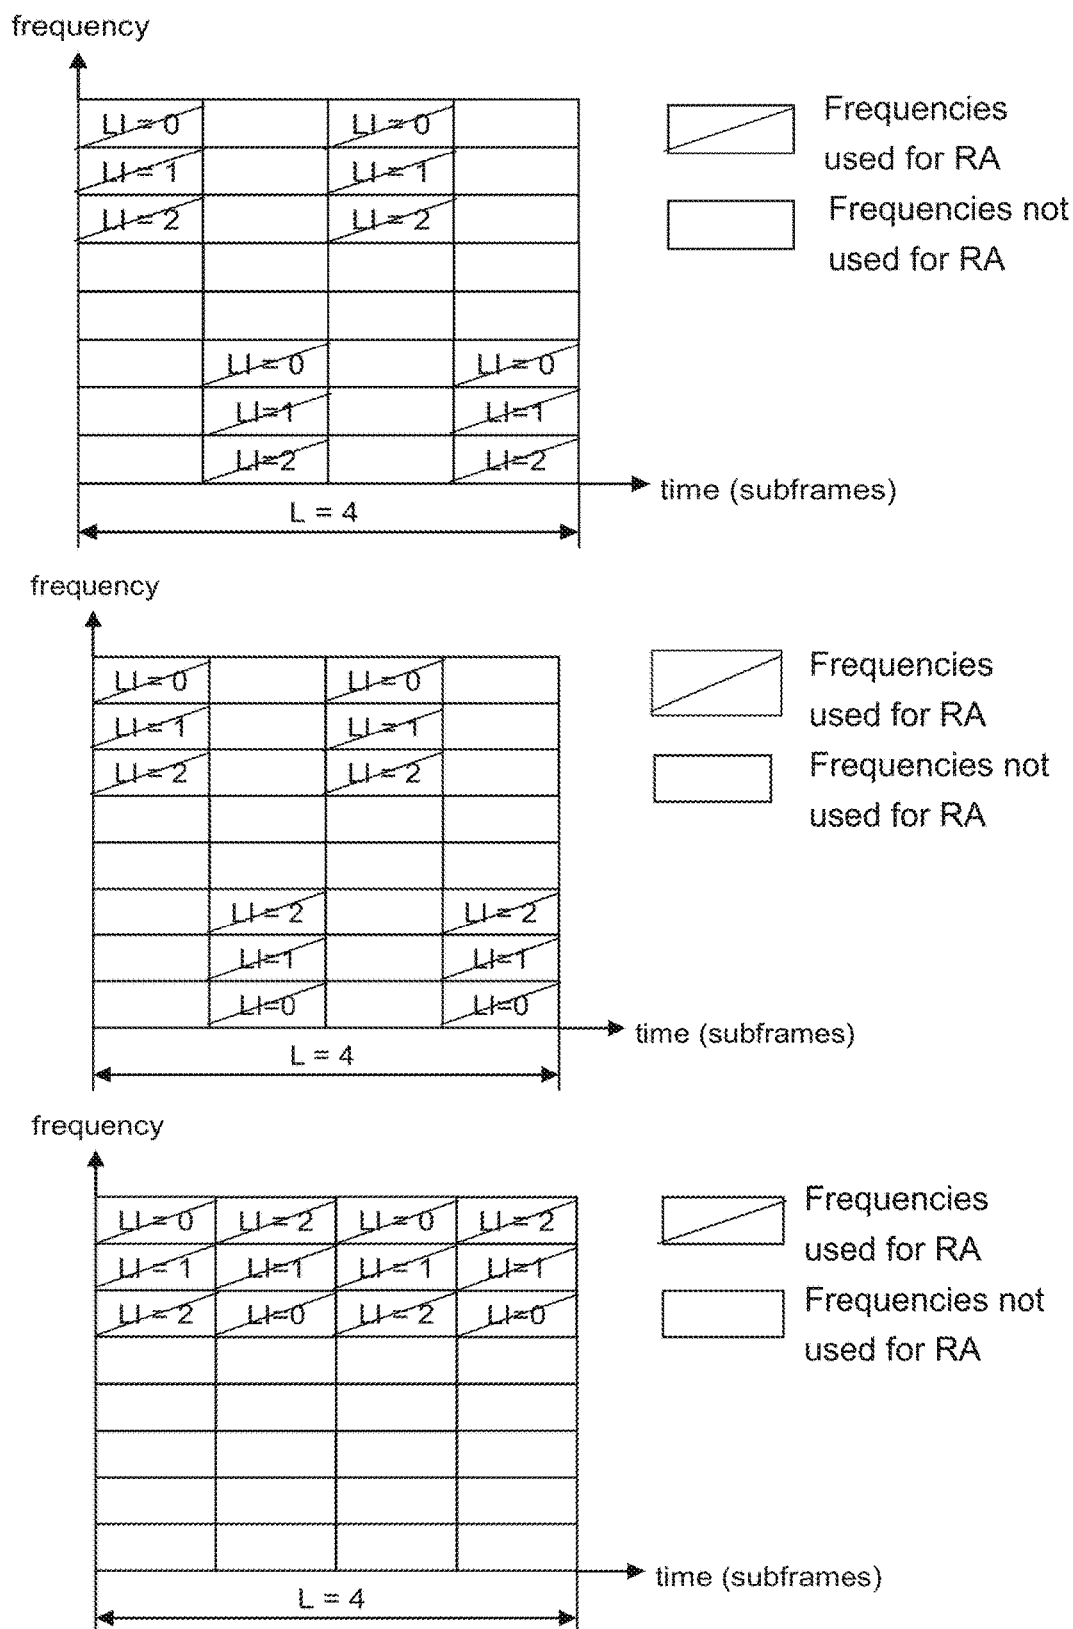 frequency
LI = 0 LI = 0
LI = 1 LI = 1
LI = 2 LI = 2
LI = 0 LI = 0
LI=1 LI=1
LI=2 LI=2
time (subframes)
L = 4
Frequencies
used for RA
Frequencies not
used for RA
frequency
LI = 0 LI = 0
LI = 1 LI = 1
LI = 2 LI = 2
LI = 2 LI = 2
LI=1 LI=1
LI=0 LI=0
time (subframes)
L = 4
Frequencies
used for RA
Frequencies not
used for RA
frequency
LI = 0 LI = 2 LI = 0 LI = 2
LI = 1 LI=1 LI = 1 LI=1
LI = 2 LI=0 LI = 2 LI=0
time (subframes)
L = 4
Frequencies
used for RA
Frequencies not
used for RA